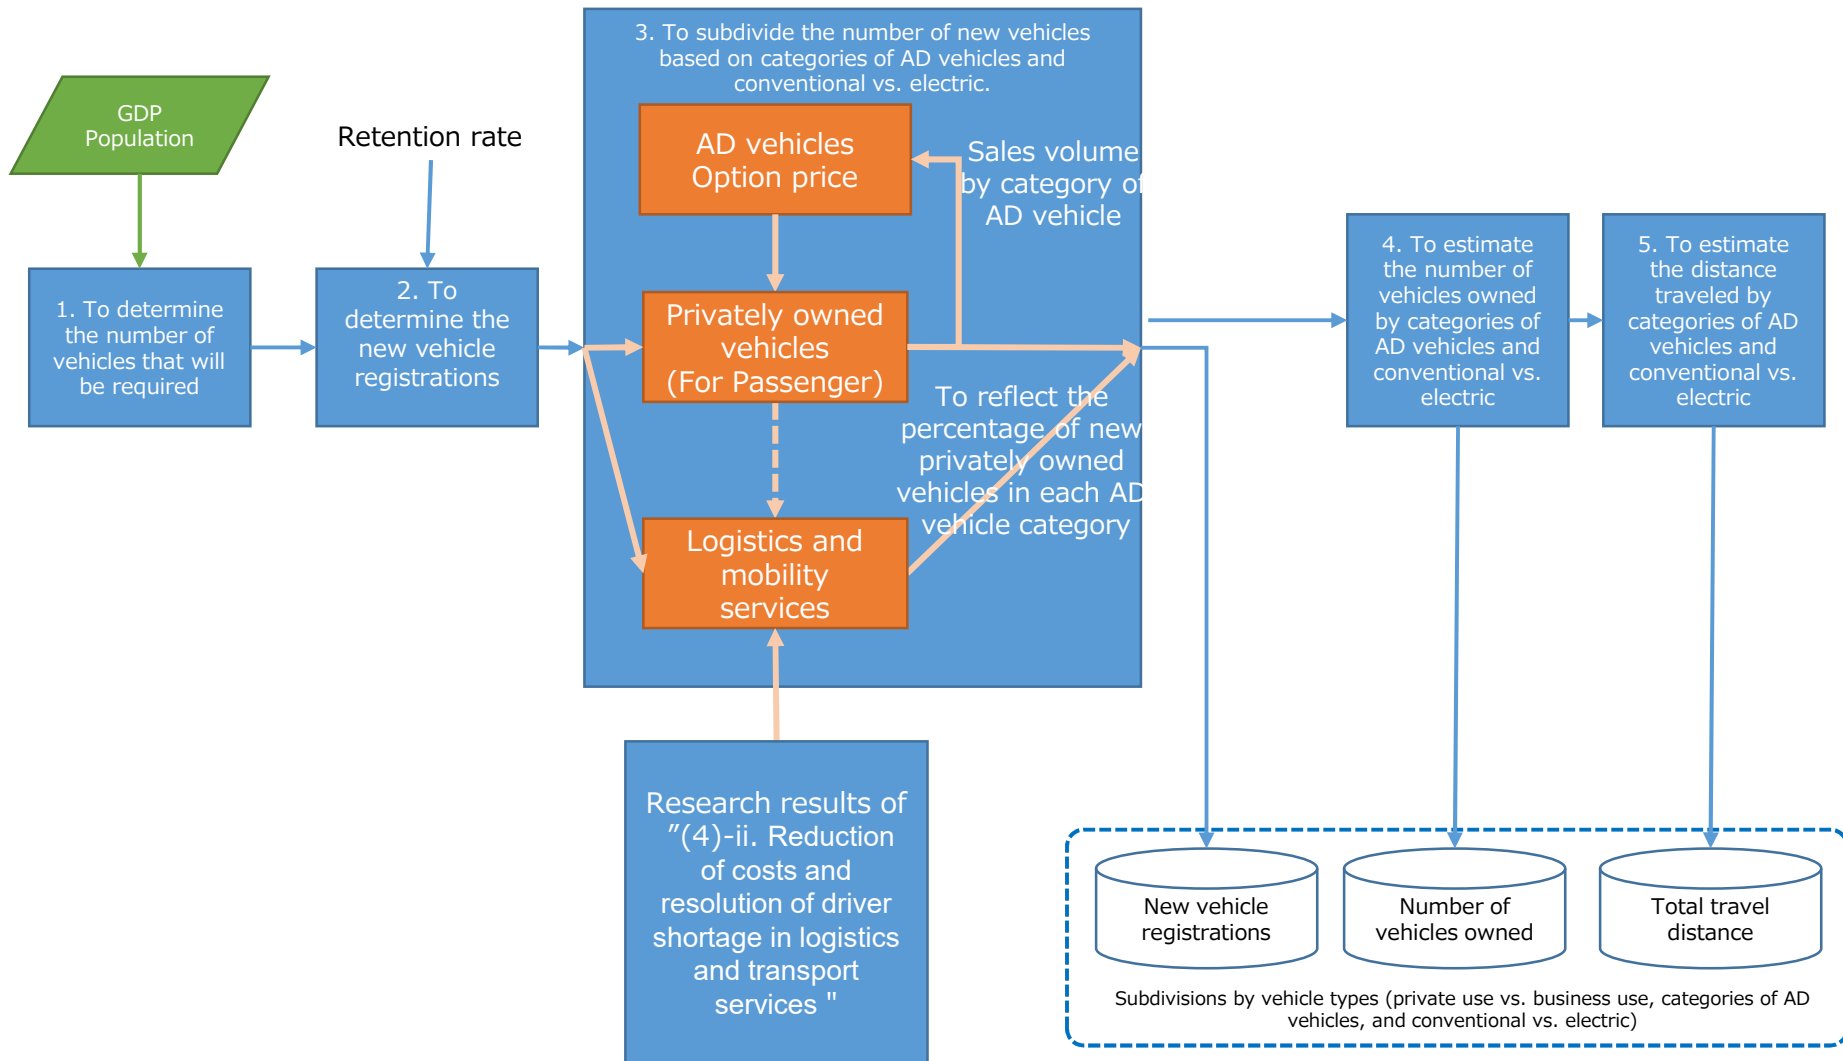 GDP
Population
Retention rate
1. To determine
the number of
vehicles that will
be required
2. To
determine the
new vehicle
registrations
3. To subdivide the number of new vehicles
based on categories of AD vehicles and
conventional vs. electric.
AD vehicles
Option price
Sales volume
by category of
AD vehicle
Privately owned
vehicles
(For Passenger)
To reflect the
percentage of new
privately owned
vehicles in each AD
vehicle category
Logistics and
mobility
services
Research results of
"(4)-ii. Reduction
of costs and
resolution of driver
shortage in logistics
and transport
services "
4. To estimate
the number of
vehicles owned
by categories of
AD vehicles and
conventional vs.
electric
5. To estimate
the distance
traveled by
categories of AD
vehicles and
conventional vs.
electric
New vehicle
registrations
Number of
vehicles owned
Total travel
distance
Subdivisions by vehicle types (private use vs. business use, categories of AD
vehicles, and conventional vs. electric)